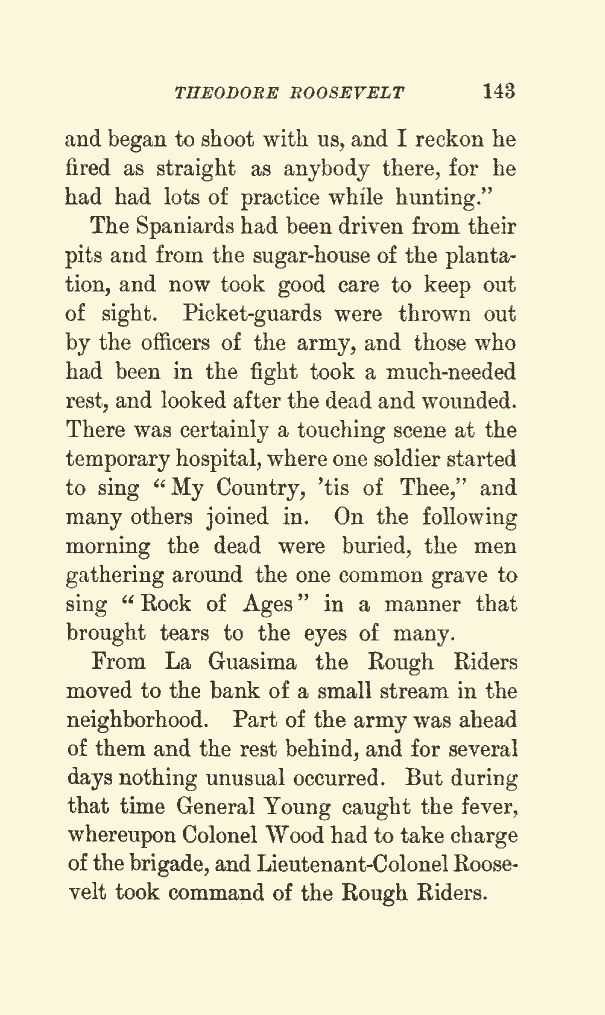 THEODORE ROOSEVELT 143
and began to shoot with us, and I reckon he
fired as straight as anybody there, for he
had had lots of practice while hunting.”
The Spaniards had been driven from their
pits and from the sugar-house of the planta-
tion, and now took good care to keep out
of sight. Picket-guards were thrown out
by the officers of the army, and those who
had been in the fight took a much-needed
rest, and looked after the dead and wounded.
There was certainly a touching scene at the
temporary hospital, where one soldier started
to sing “My Country, ’tis of Thee,” and
many others joined in. On the following
morning the dead were buried, the men
gathering around the one common grave to
sing “Rock of Ages” in a manner that
brought tears to the eyes of many.
From La Guasima the Rough Riders
moved to the bank of a small stream in the
neighborhood. Part of the army was ahead
of them and the rest behind, and for several
days nothing unusual occurred. But during
that time General Young caught the fever,
whereupon Colonel Wood had to take charge
of the brigade, and Lieutenant-Colonel Roose-
velt took command of the Rough Riders.